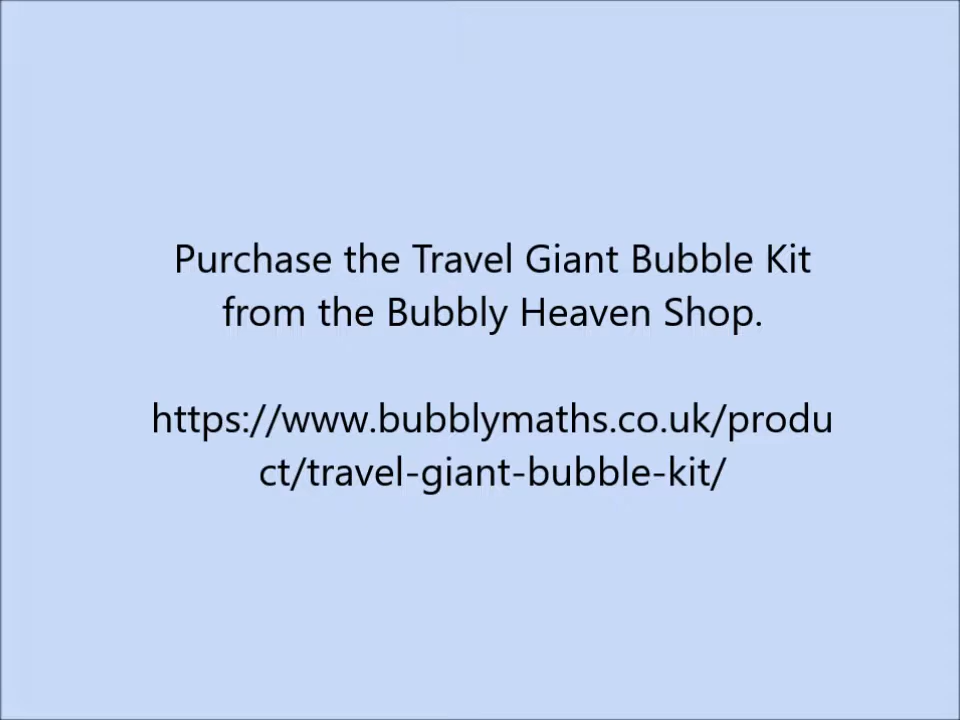 Purchase the Travel Giant Bubble Kit
from the Bubbly Heaven Shop.
https://www.bubblymaths.co.uk/produ
ct/travel-giant-bubble-kit/